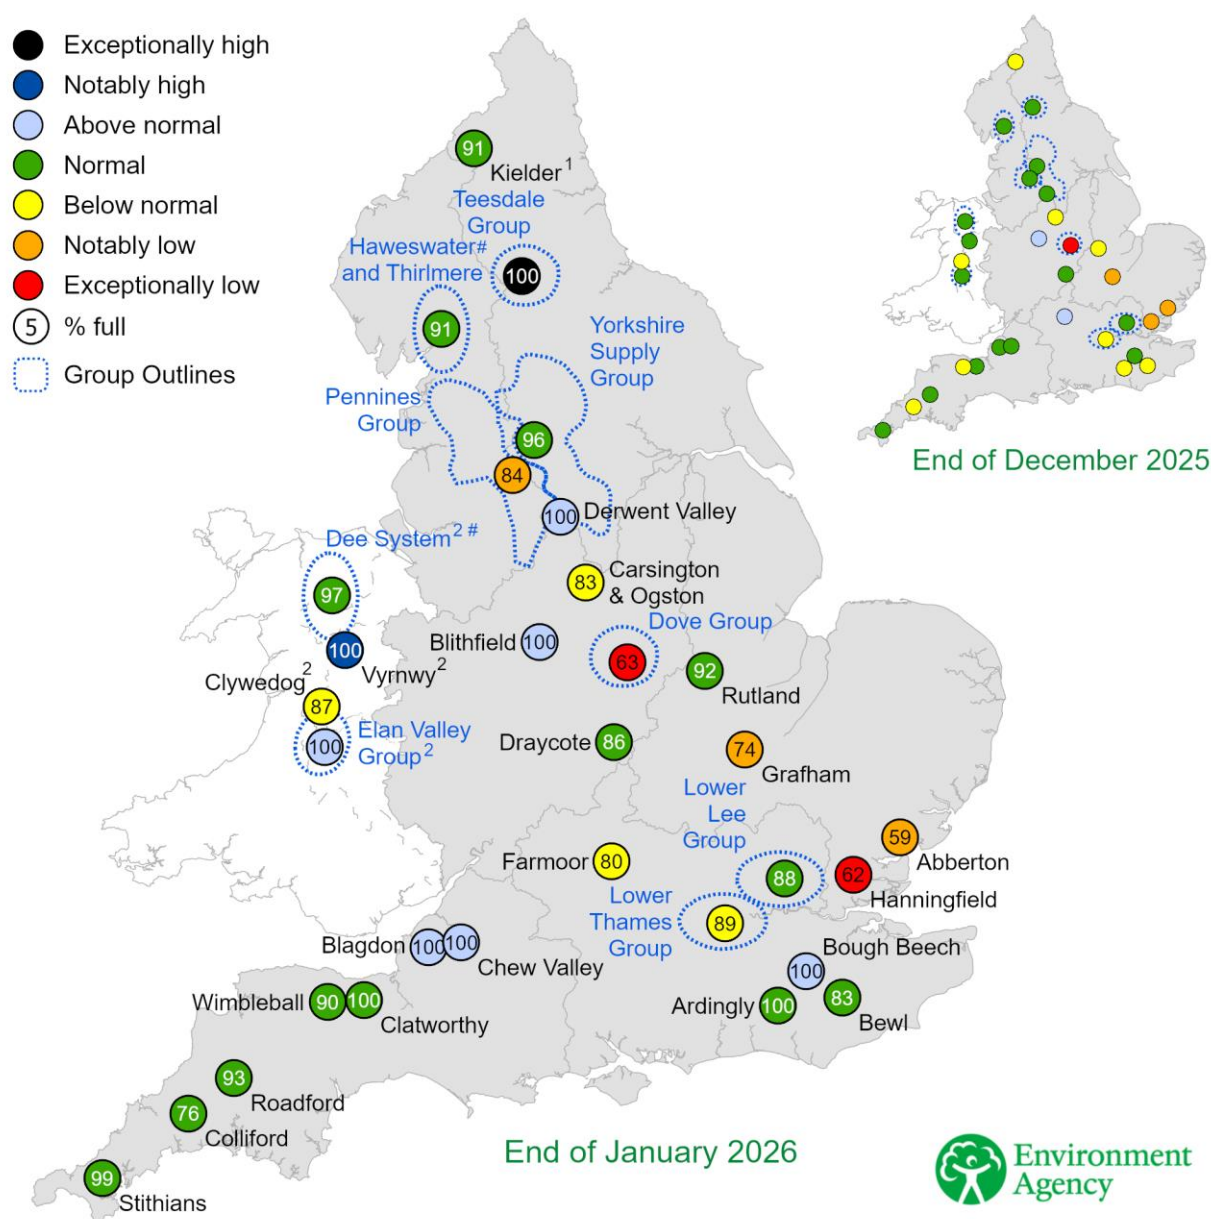 Exceptionally high
Notably high
Above normal
Normal
Below normal
Notably low
Exceptionally low
5 % full
Group Outlines
91
Kielder¹
Teesdale
Group
100
Haweswater#
and Thirlmere
91
Yorkshire
Supply
Group
Pennines
Group
96
84
100 Derwent Valley
End of December 2025
Dee System² #
97
83 Carsington
& Ogston
Dove Group
Blithfield 100
63
100
Vyrnwy²
92
Rutland
Clywedog²
87
Elan Valley
Group²
100
Draycote 86
74
Grafham
Lower
Lee
Group
59
Abberton
Farmoor 80
88
62
Hanningfield
Lower
Thames
Group
89
Blagdon 100 100
Chew Valley
Bough Beech
100
Wimbleball 90 100
Clatworthy
Ardingly 100
83
Bewl
93
Roadford
76
Colliford
99
Stithians
End of January 2026
Environment
Agency